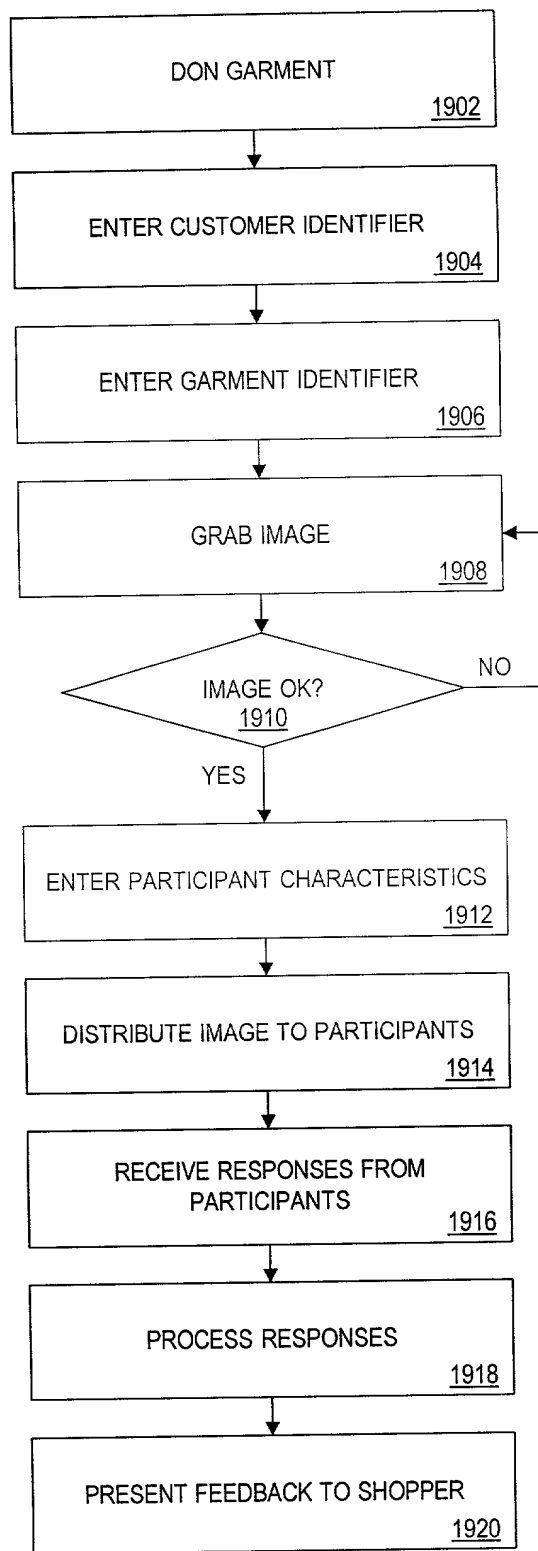 DON GARMENT
1902
ENTER CUSTOMER IDENTIFIER
1904
ENTER GARMENT IDENTIFIER
1906
GRAB IMAGE
1908
IMAGE OK?
1910
NO
YES
ENTER PARTICIPANT CHARACTERISTICS
1912
DISTRIBUTE IMAGE TO PARTICIPANTS
1914
RECEIVE RESPONSES FROM
PARTICIPANTS
1916
PROCESS RESPONSES
1918
PRESENT FEEDBACK TO SHOPPER
1920